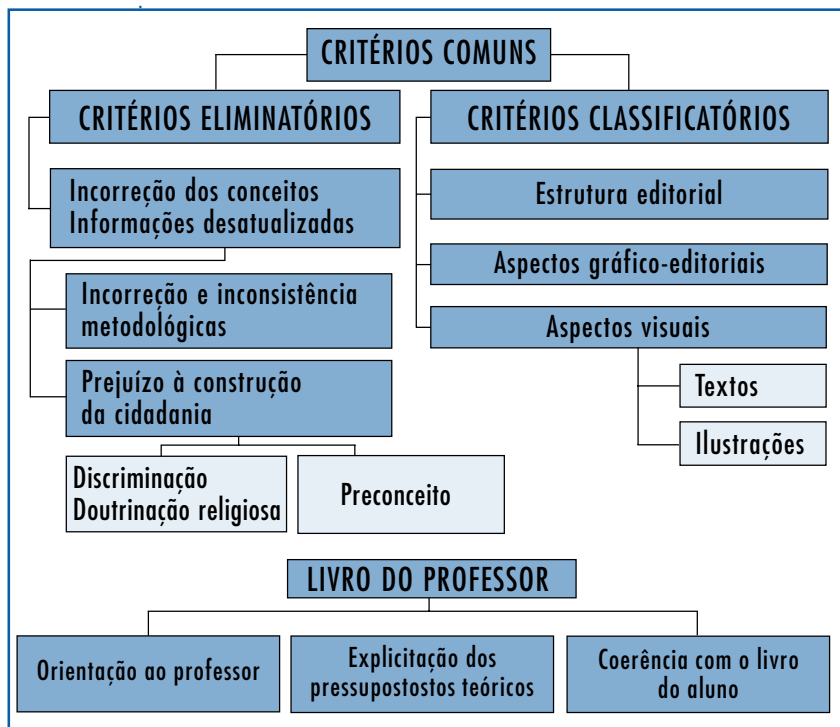 CRITÉRIOS COMUNS
CRITÉRIOS ELIMINATÓRIOS
Incorreção dos conceitos
Informações desatualizadas
Incorreção e inconsistência
metodológicas
Prejuízo à construção
da cidadania
Discriminação
Doutrinação religiosa
Preconceito
CRITÉRIOS CLASSIFICATÓRIOS
Estrutura editorial
Aspectos gráfico-editoriais
Aspectos visuais
Textos
Ilustrações
LIVRO DO PROFESSOR
Orientação ao professor
Explicitação dos
pressupostostos teóricos
Coerência com o livro
do aluno